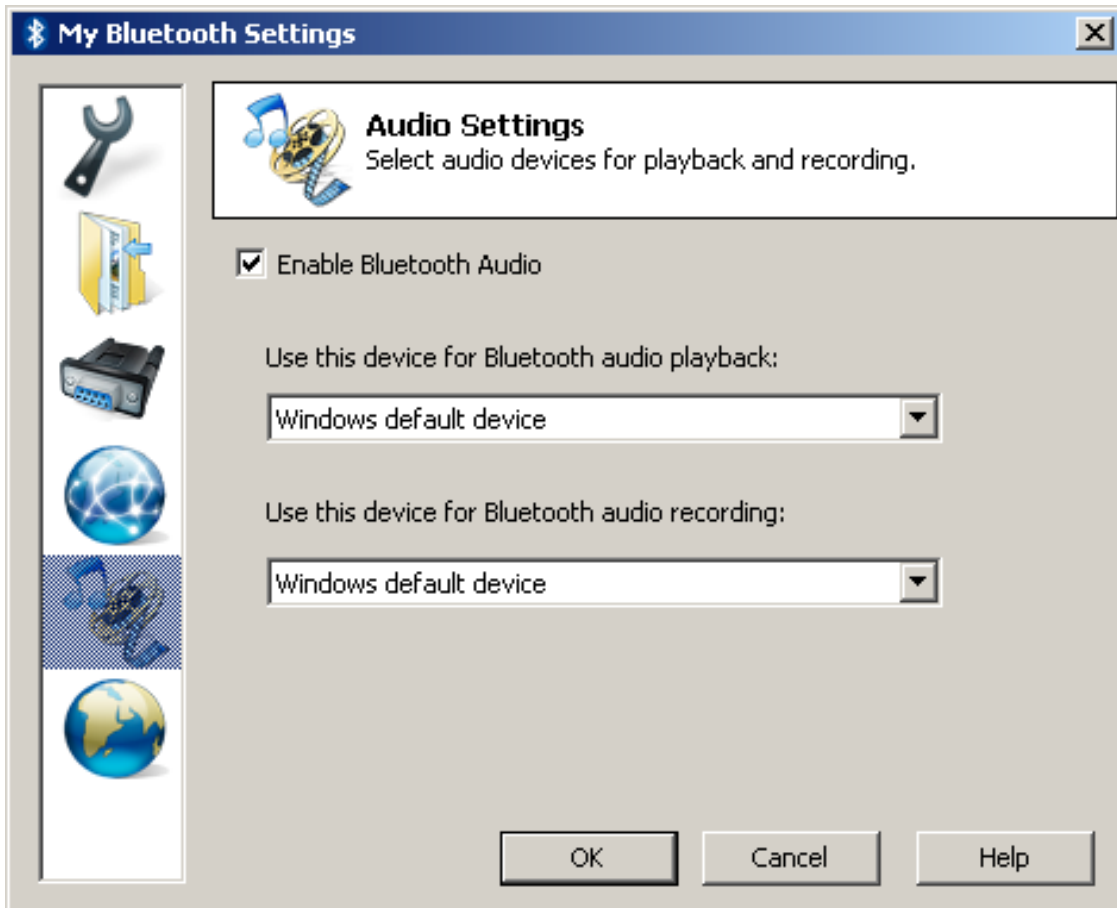 My Bluetooth Settings
Audio Settings
Select audio devices for playback and recording.
Enable Bluetooth Audio
Use this device for Bluetooth audio playback:
Windows default device
Use this device for Bluetooth audio recording:
Windows default device
OK Cancel Help